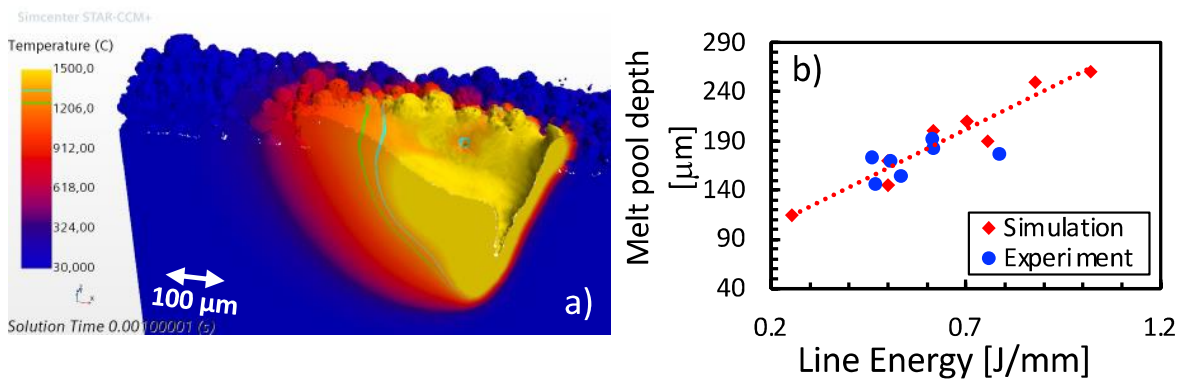 Simcenter STAR-CCM+
Temperature (C)
1500,0
1206,0
912,00
618,00
324,00
30,000
100 μm
a)
Solution Time 0.00100001 (s)
b)
Melt pool depth
[μm]
290
240
190
140
90
40
Simulation
Experiment
0.2
0.7
1.2
Line Energy [J/mm]